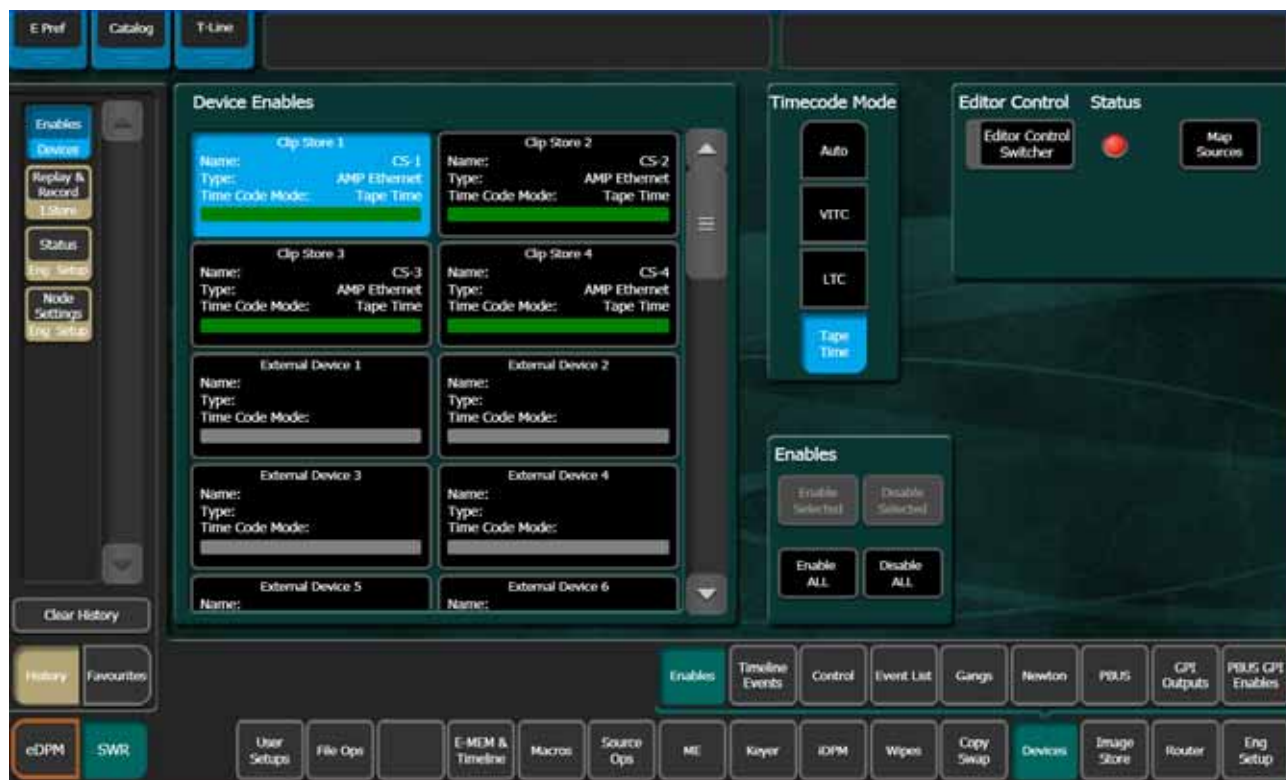 E Pref
Catalog
T-Line
Enables
Devices
Replay &
Record
I.Store
Status
Eng Setup
Node
Settings
Eng Setup
Clear History
History
Favourites
Device Enables
Clip Store 1
Name: CS-1
Type: AMP Ethernet
Time Code Mode: Tape Time
Clip Store 2
Name: CS-2
Type: AMP Ethernet
Time Code Mode: Tape Time
Clip Store 3
Name: CS-3
Type: AMP Ethernet
Time Code Mode: Tape Time
Clip Store 4
Name: CS-4
Type: AMP Ethernet
Time Code Mode: Tape Time
External Device 1
Name:
Type:
Time Code Mode:
External Device 2
Name:
Type:
Time Code Mode:
External Device 3
Name:
Type:
Time Code Mode:
External Device 4
Name:
Type:
Time Code Mode:
External Device 5
Name:
External Device 6
Name:
Timecode Mode
Auto
VITC
LTC
Tape
Time
Editor Control Status
Editor Control
Switcher
Map
Sources
Enables
Enable
Selected
Disable
Selected
Enable
ALL
Disable
ALL
Enables
Timeline
Events
Control
Event List
Gangs
Newton
PBUS
GPI
Outputs
PBUS GPI
Enables
eDPM
SWR
User
Setups
File Ops
E-MEM &
Timeline
Macros
Source
Ops
ME
Keyer
iDPM
Wipes
Copy
Swap
Devices
Image
Store
Router
Eng
Setup